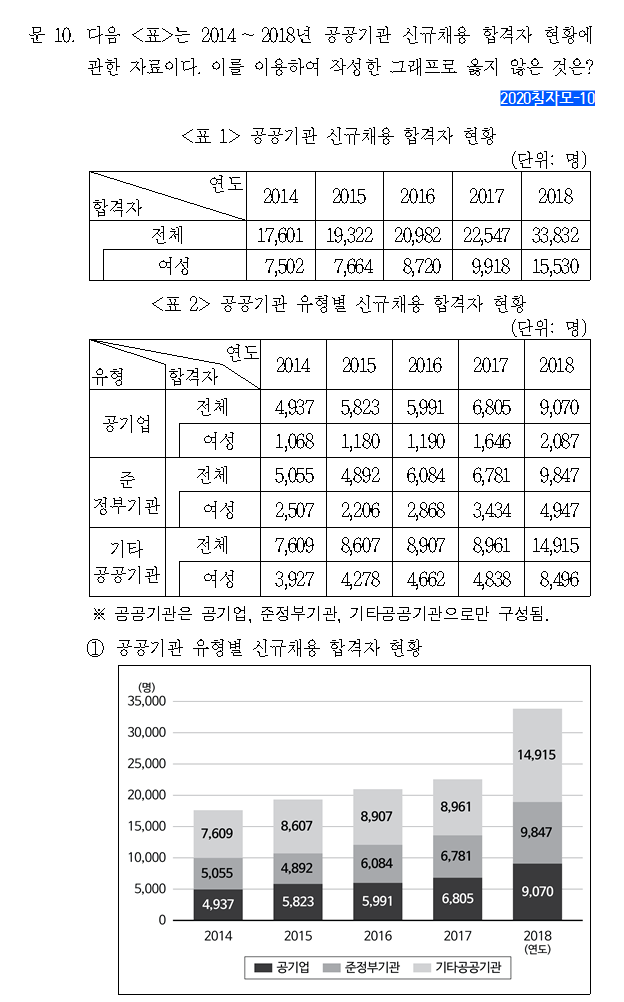 문 10. 다음 <표>는 2014 ~ 2018년 공공기관 신규채용 합격자 현황에
관한 자료이다. 이를 이용하여 작성한 그래프로 옳지 않은 것은?
2020칠자모-10
<표 1> 공공기관 신규채용 합격자 현황
(단위: 명)
연도
합격자
2014 2015 2016 2017 2018
전체 17,601 19,322 20,982 22,547 33,832
여성 7,502 7,664 8,720 9,918 15,530
<표 2> 공공기관 유형별 신규채용 합격자 현황
(단위: 명)
연도
유형 합격자
2014 2015 2016 2017 2018
공기업 전체 4,937 5,823 5,991 6,805 9,070
여성 1,068 1,180 1,190 1,646 2,087
준
정부기관
전체 5,055 4,892 6,084 6,781 9,847
여성 2,507 2,206 2,868 3,434 4,947
기타
공공기관
전체 7,609 8,607 8,907 8,961 14,915
여성 3,927 4,278 4,662 4,838 8,496
※ 공공기관은 공기업, 준정부기관, 기타공공기관으로만 구성됨.
① 공공기관 유형별 신규채용 합격자 현황
(명)
35,000
30,000
25,000
20,000
15,000
10,000
5,000
0
7,609 8,607 8,907 8,961 14,915
5,055 4,892 6,084 6,781 9,847
4,937 5,823 5,991 6,805 9,070
2014 2015 2016 2017 2018
(연도)
공기업 준정부기관 기타공공기관